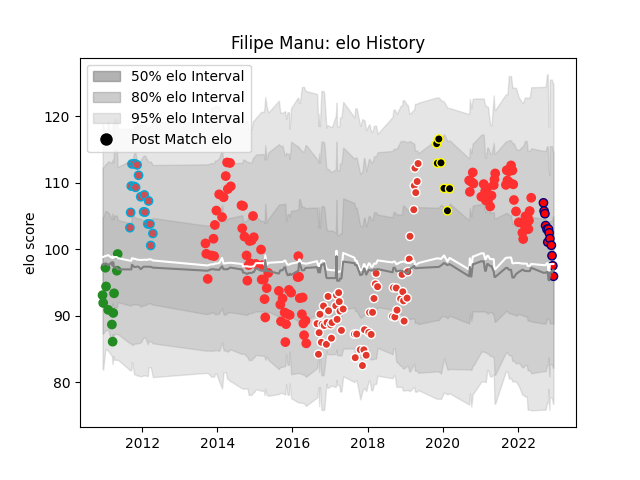 Filipe Manu: elo History
50% elo Interval
80% elo Interval
95% elo Interval
Post Match elo
elo score
120
110
100
90
80
2012
2014
2016
2018
2020
2022